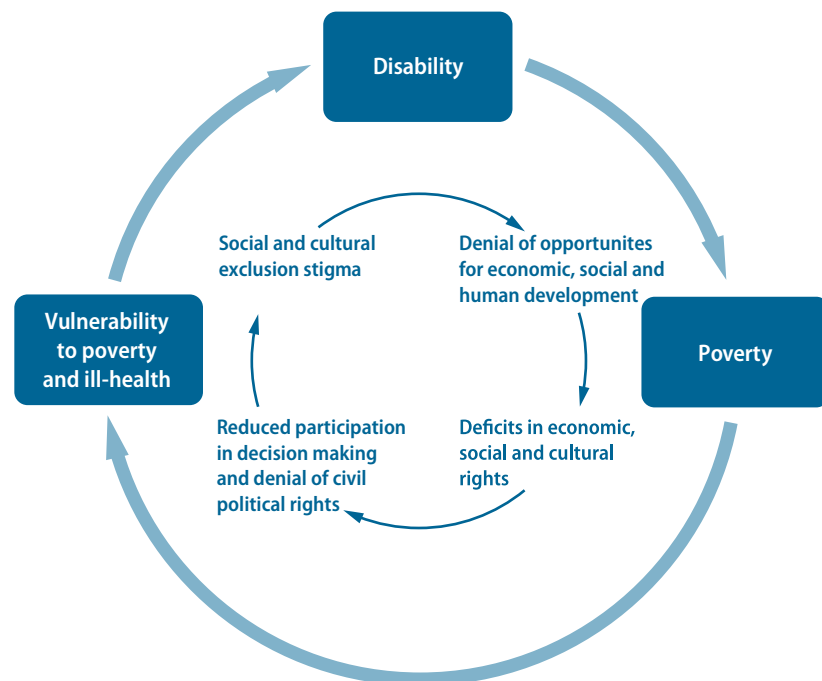 Disability
Social and cultural
exclusion stigma
Denial of opportunites
for economic, social and
human development
Vulnerability
to poverty
and ill-health
Poverty
Reduced participation
in decision making
and denial of civil
political rights
Deficits in economic,
social and cultural
rights